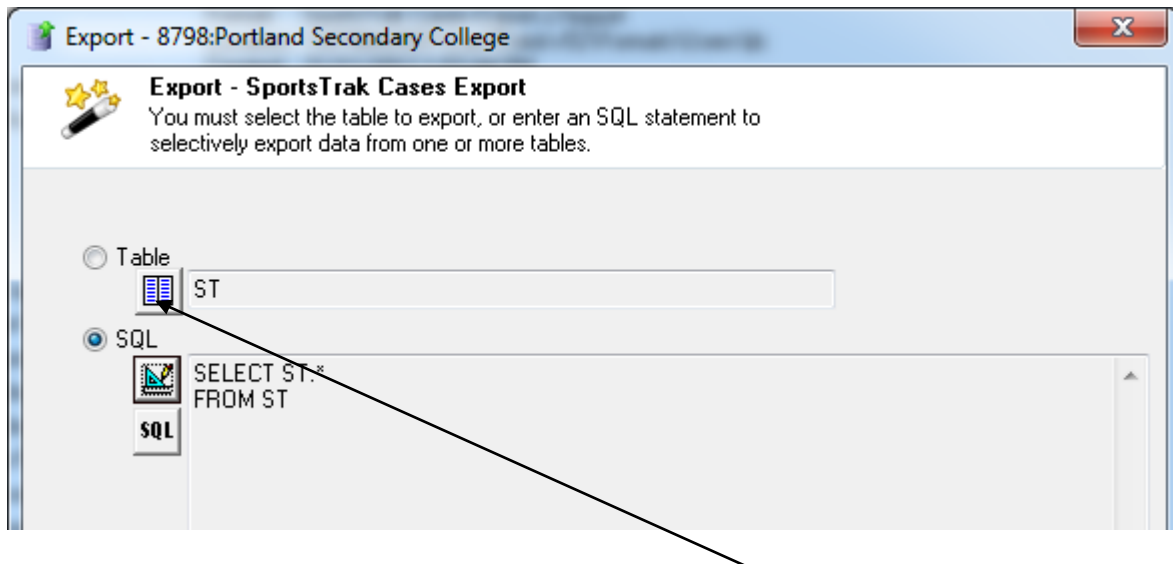 Export - 8798:Portland Secondary College
Export - SportsTrak Cases Export
You must select the table to export, or enter an SQL statement to
selectively export data from one or more tables.
Table
ST
SQL
SELECT ST.*
FROM ST
SQL